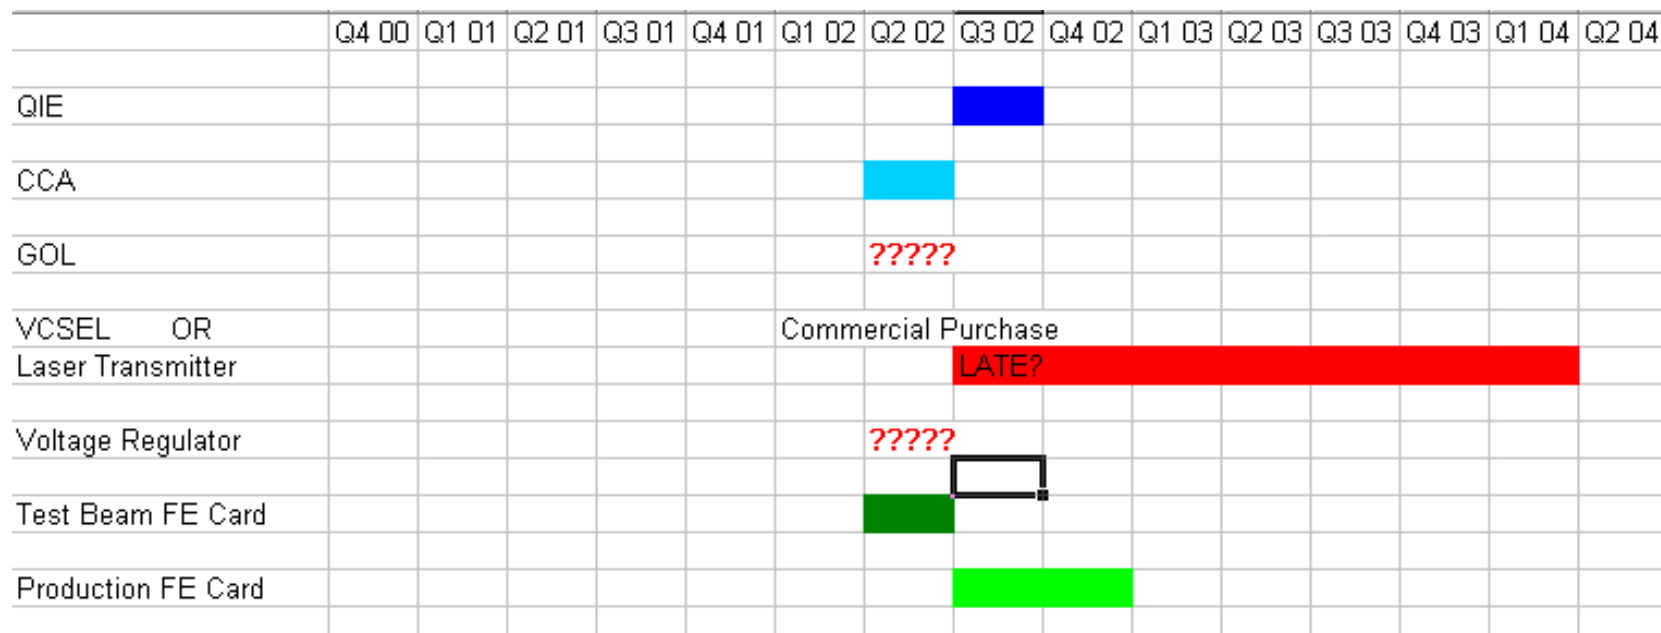 Q4 00 Q1 01 Q2 01 Q3 01 Q4 01 Q1 02 Q2 02 Q3 02 Q4 02 Q1 03 Q2 03 Q3 03 Q4 03 Q1 04 Q2 04
QIE
CCA
GOL ?????
VCSEL OR Commercial Purchase
Laser Transmitter LATE?
Voltage Regulator ?????
Test Beam FE Card
Production FE Card